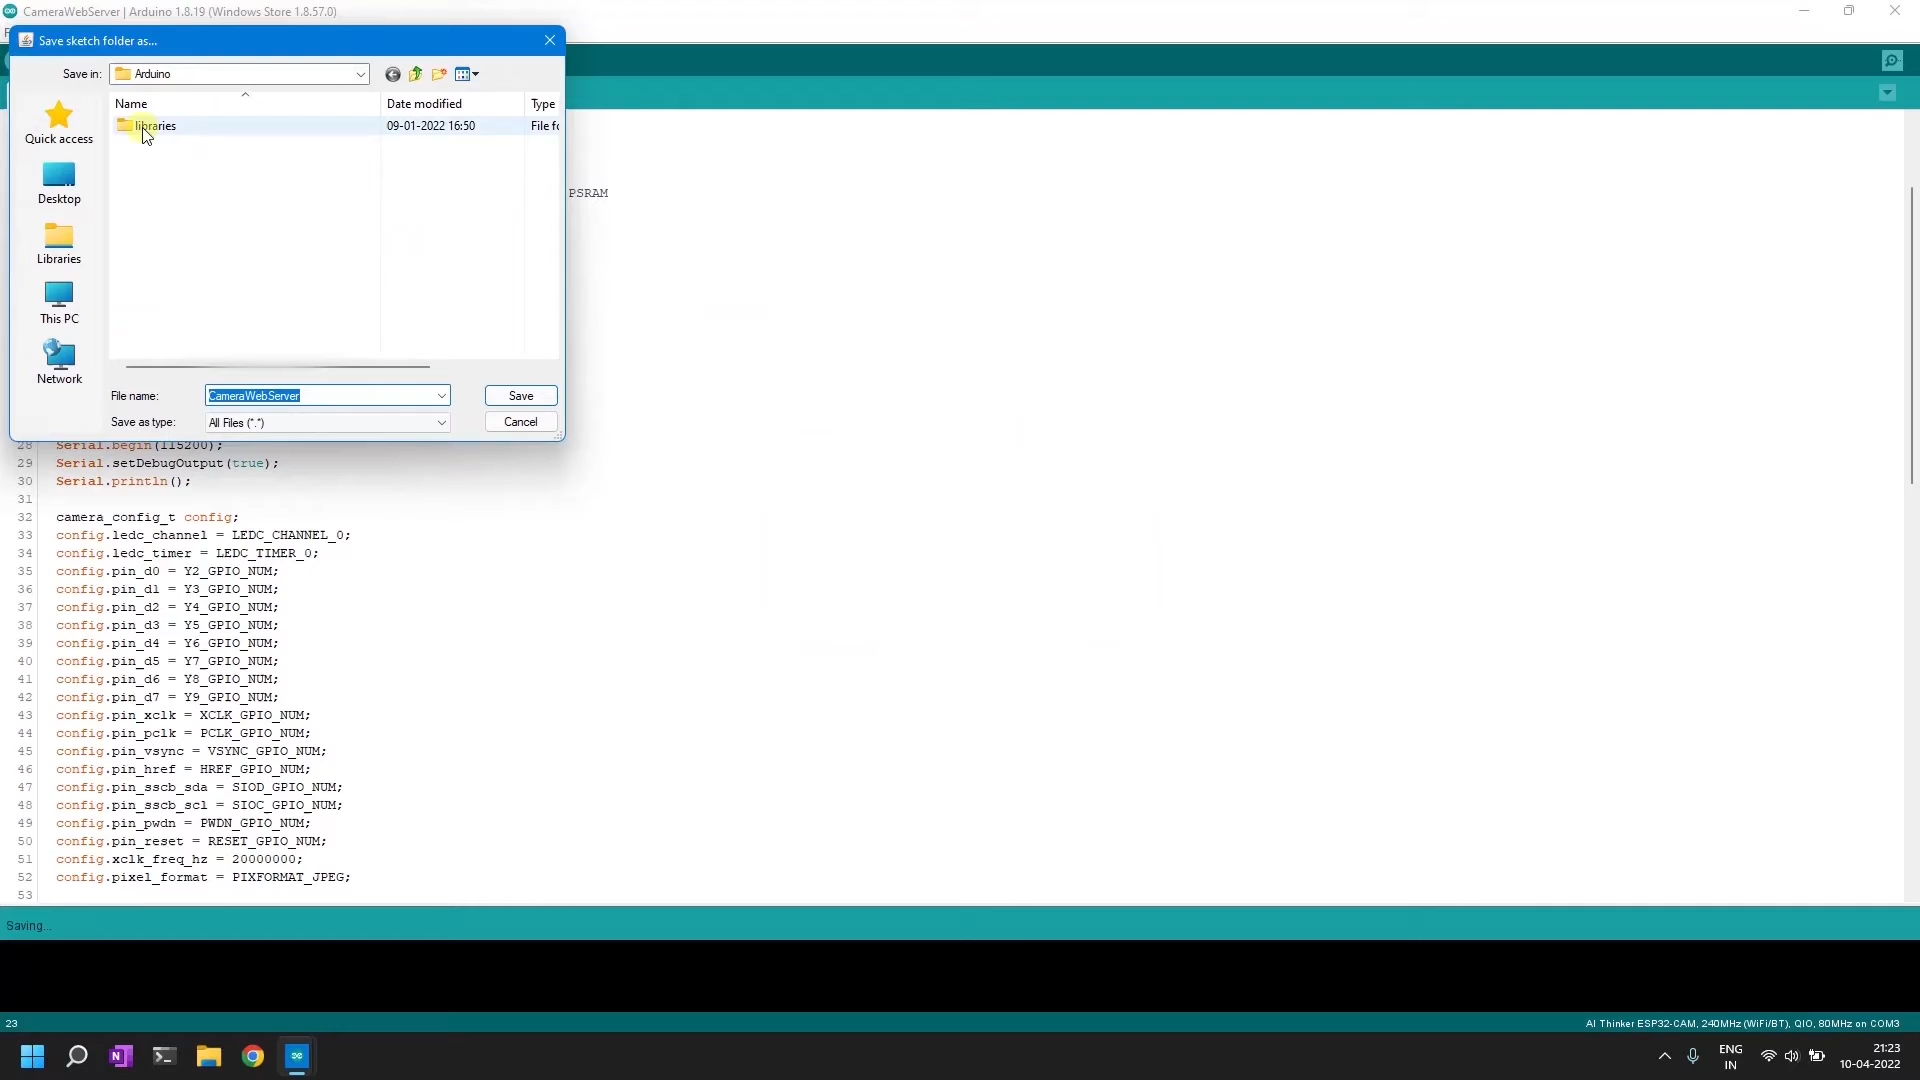 CameraWebServer | Arduino 1.8.19 (Windows Store 1.8.57.0)
Save sketch folder as...
Save in: Arduino
Name Date modified Type
libraries 09-01-2022 16:50 File fo
Quick access
Desktop
Libraries
This PC
Network
File name: CameraWebServer Save
Save as type: All Files (*.*) Cancel
PSRAM
28 Serial.begin(115200);
29 Serial.setDebugOutput(true);
30 Serial.println();
31
32 camera_config_t config;
33 config.ledc_channel = LEDC_CHANNEL_0;
34 config.ledc_timer = LEDC_TIMER_0;
35 config.pin_d0 = Y2_GPIO_NUM;
36 config.pin_d1 = Y3_GPIO_NUM;
37 config.pin_d2 = Y4_GPIO_NUM;
38 config.pin_d3 = Y5_GPIO_NUM;
39 config.pin_d4 = Y6_GPIO_NUM;
40 config.pin_d5 = Y7_GPIO_NUM;
41 config.pin_d6 = Y8_GPIO_NUM;
42 config.pin_d7 = Y9_GPIO_NUM;
43 config.pin_xclk = XCLK_GPIO_NUM;
44 config.pin_pclk = PCLK_GPIO_NUM;
45 config.pin_vsync = VSYNC_GPIO_NUM;
46 config.pin_href = HREF_GPIO_NUM;
47 config.pin_sscb_sda = SIOD_GPIO_NUM;
48 config.pin_sscb_scl = SIOC_GPIO_NUM;
49 config.pin_pwdn = PWDN_GPIO_NUM;
50 config.pin_reset = RESET_GPIO_NUM;
51 config.xclk_freq_hz = 20000000;
52 config.pixel_format = PIXFORMAT_JPEG;
53
Saving...
23 AI Thinker ESP32-CAM, 240MHz (WiFi/BT), QIO, 80MHz on COM3
ENG
IN
21:23
10-04-2022